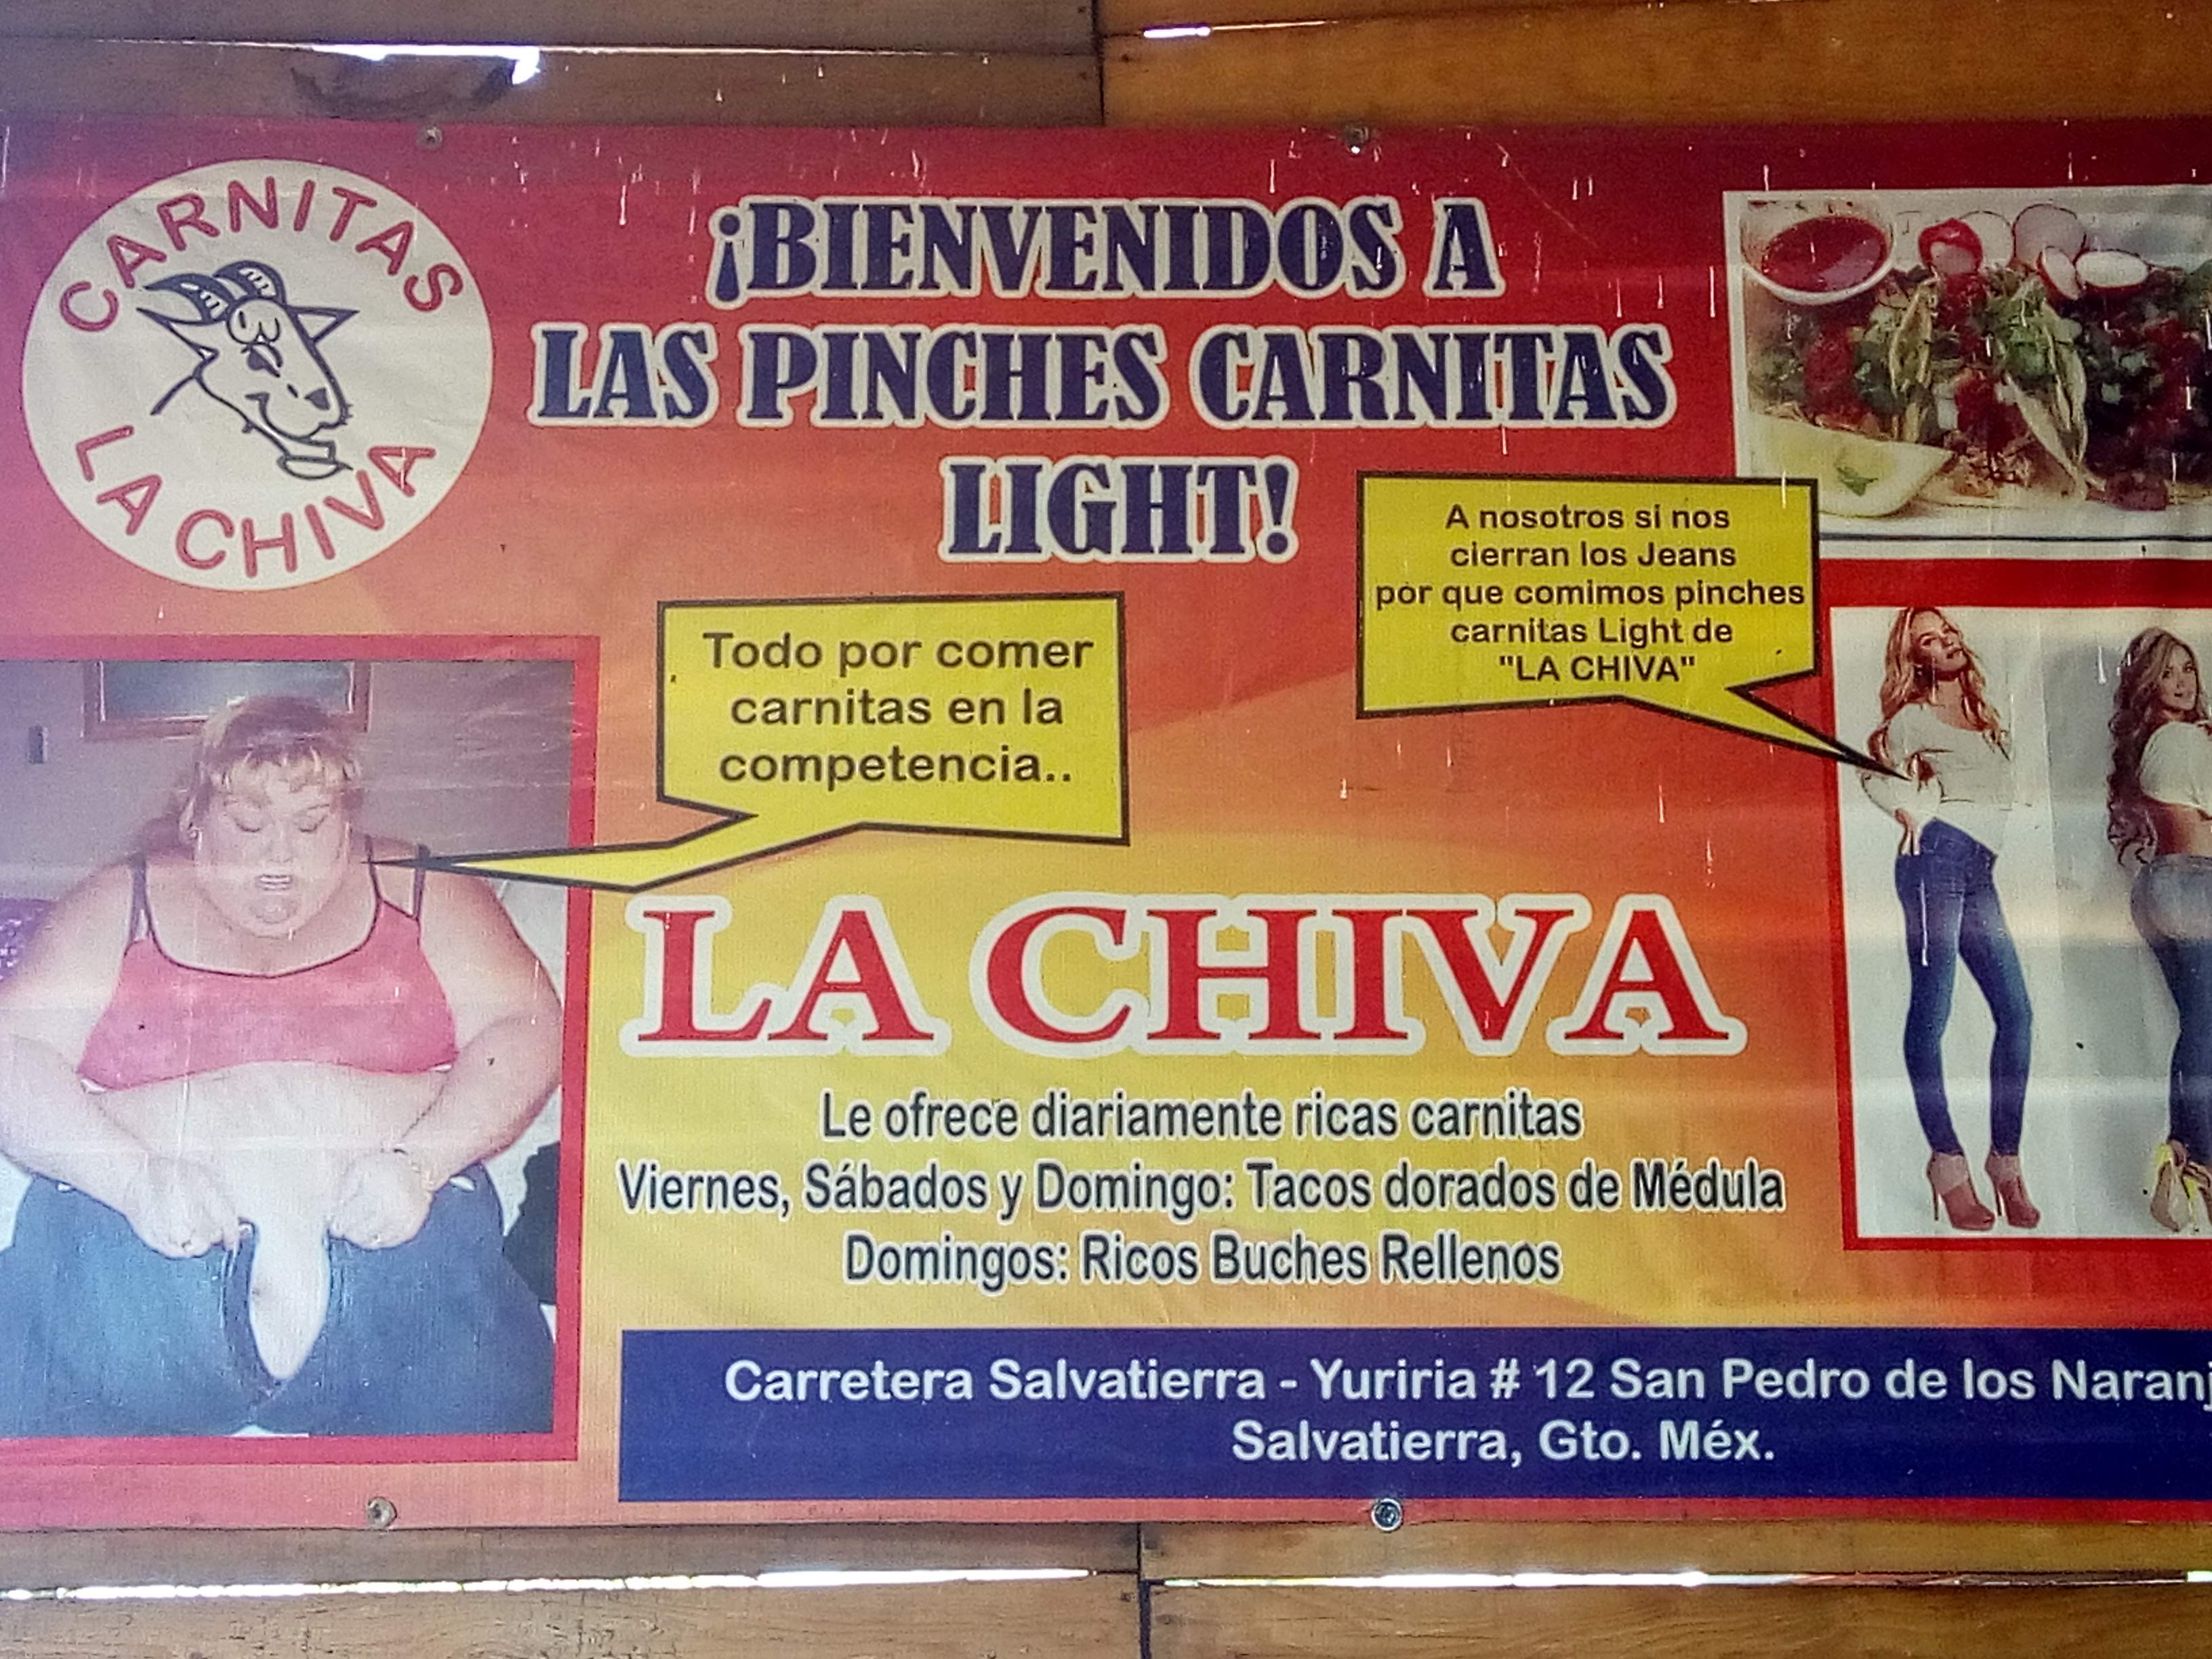 CARNITAS
LA CHIVA
¡BIENVENIDOS A
LAS PINCHES CARNITAS
LIGHT!
A nosotros si nos
cierran los Jeans
por que comimos pinches
carnitas Light de
"LA CHIVA"
Todo por comer
carnitas en la
competencia..
LA CHIVA
Le ofrece diariamente ricas carnitas
Viernes, Sábados y Domingo: Tacos dorados de Médula
Domingos: Ricos Buches Rellenos
Carretera Salvatierra - Yuriria # 12 San Pedro de los
Salvatierra, Gto. Méx.